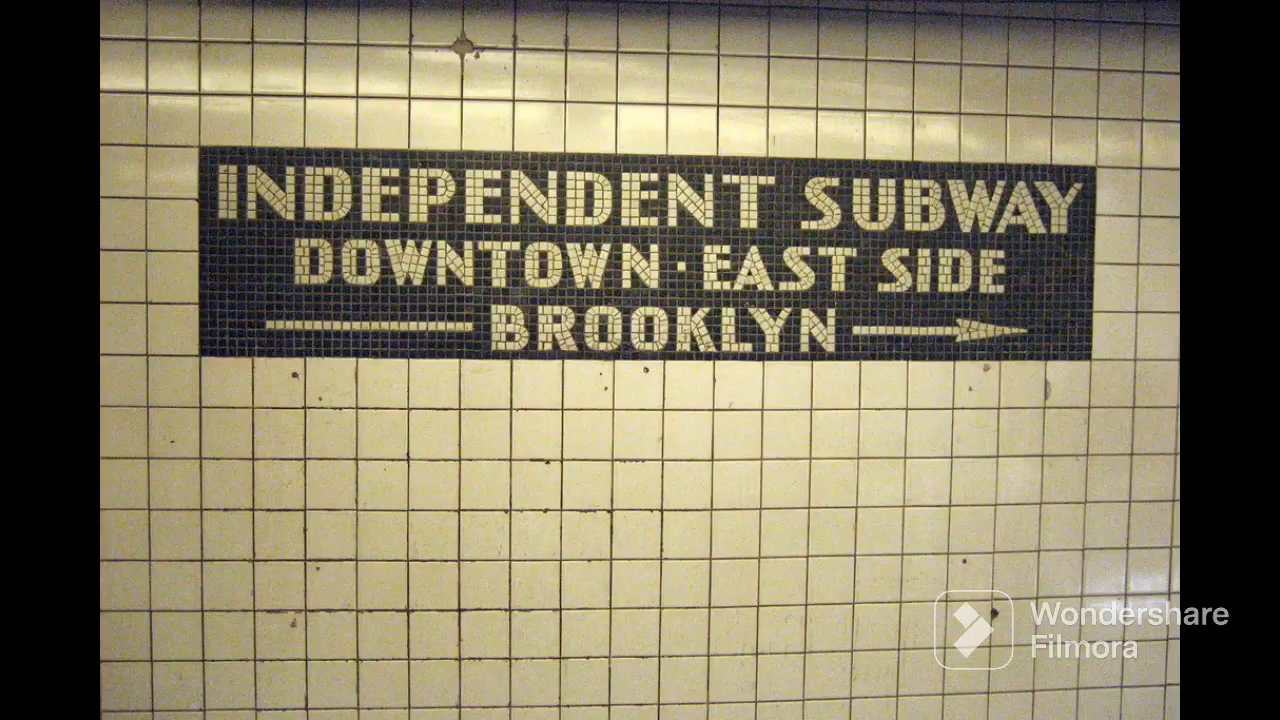 INDEPENDENT SUBWAY
DOWNTOWN · EAST SIDE
BROOKLYN
Wondershare
Filmora